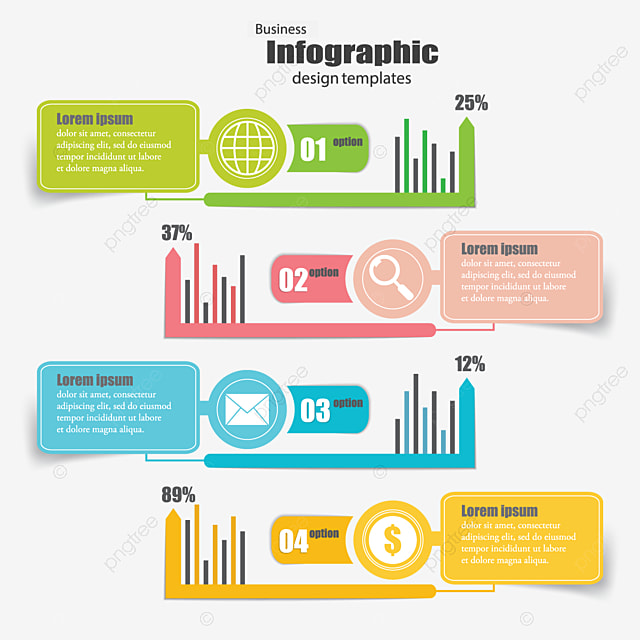 Business
Infographic
design templates
25%
Lorem ipsum
dolor sit amet, consectetur
adipiscing elit, sed do eiusmod
tempor incididunt ut labore
et dolore magna aliqua.
01 option
37%
02 option
Lorem ipsum
dolor sit amet, consectetur
adipiscing elit, sed do eiusmod
tempor incididunt ut labore
et dolore magna aliqua.
12%
Lorem ipsum
dolor sit amet, consectetur
adipiscing elit, sed do eiusmod
tempor incididunt ut labore
et dolore magna aliqua.
03 option
89%
04 option
$
Lorem ipsum
dolor sit amet, consectetur
adipiscing elit, sed do eiusmod
tempor incididunt ut labore
et dolore magna aliqua.
pngtree